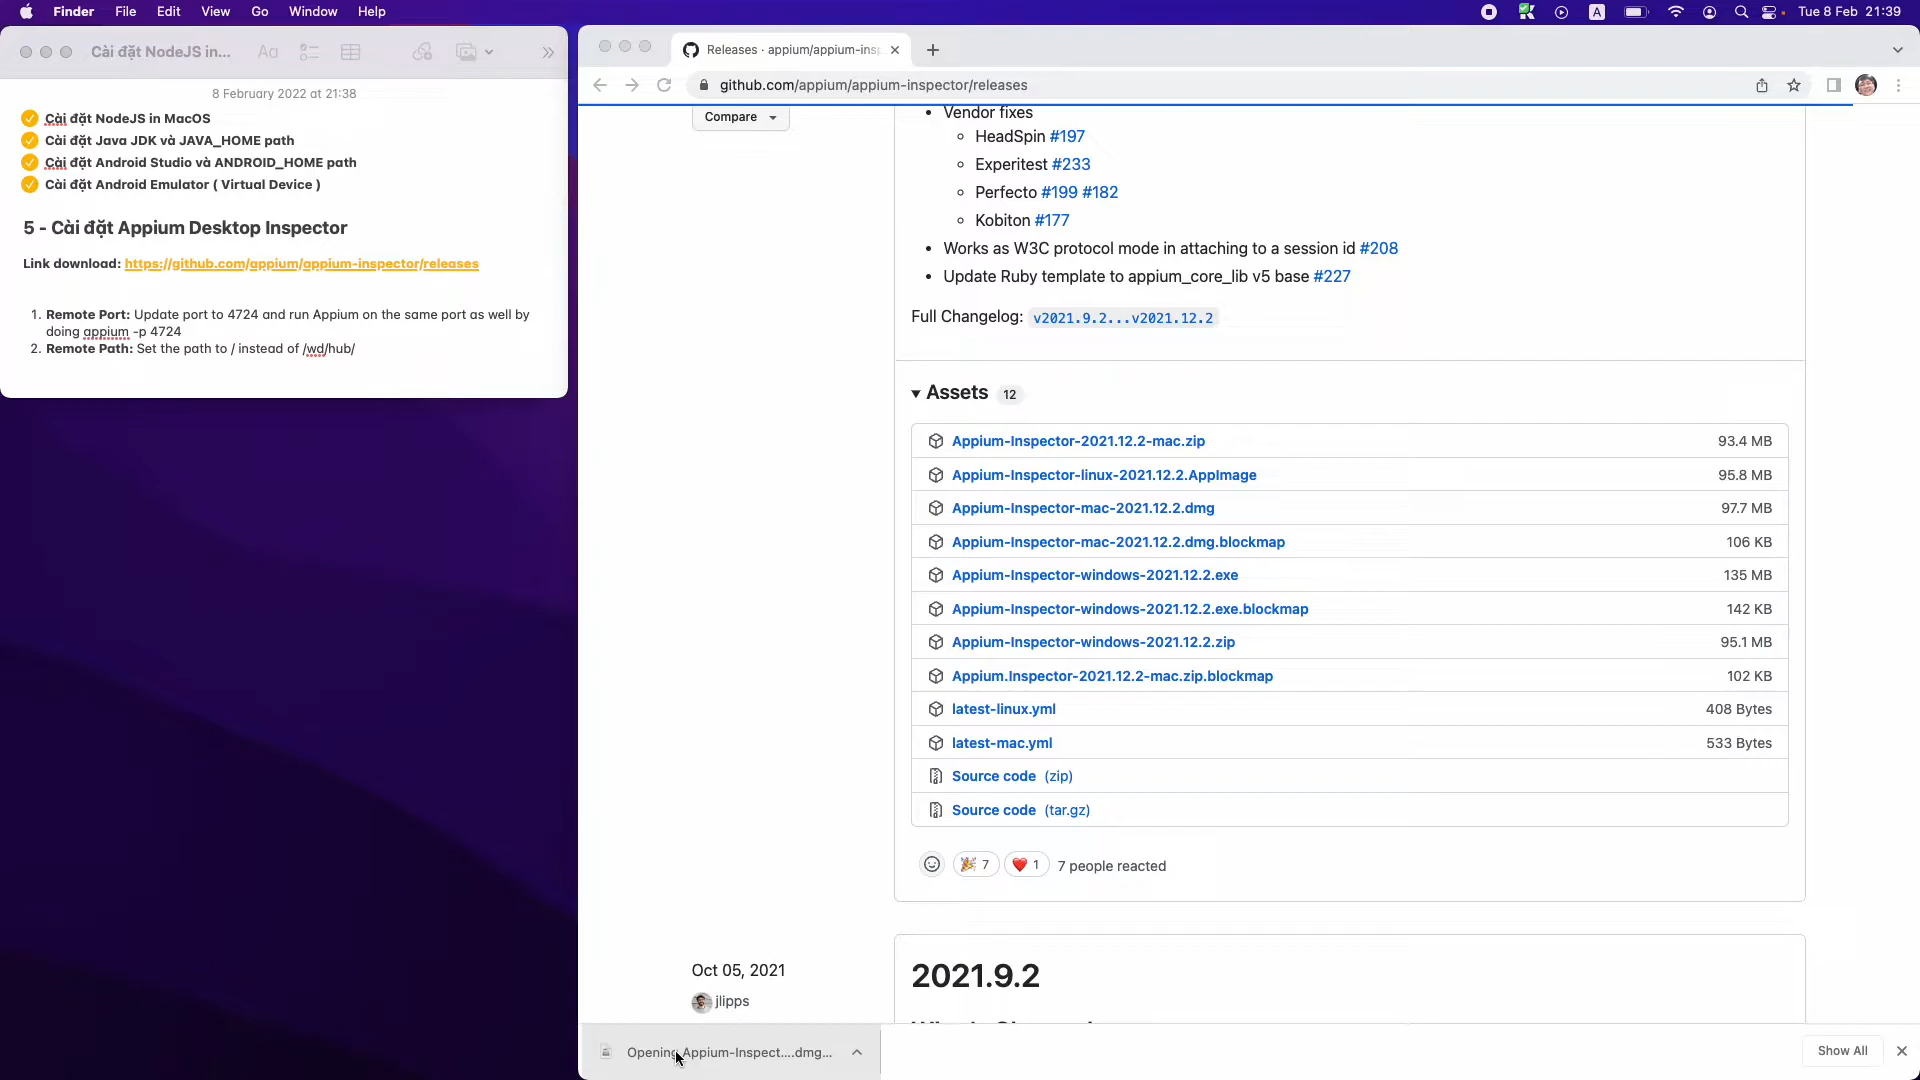 Finder File Edit View Go Window Help
A
Tue 8 Feb 21:39
Cài đặt NodeJS in...
Aa
8 February 2022 at 21:38
Cài đặt NodeJS in MacOS
Cài đặt Java JDK và JAVA_HOME path
Cài đặt Android Studio và ANDROID_HOME path
Cài đặt Android Emulator ( Virtual Device )
5 - Cài đặt Appium Desktop Inspector
Link download: https://github.com/appium/appium-inspector/releases
1. Remote Port: Update port to 4724 and run Appium on the same port as well by
doing appium -p 4724
2. Remote Path: Set the path to / instead of /wd/hub/
Releases · appium/appium-ins
github.com/appium/appium-inspector/releases
Compare
Vendor fixes
HeadSpin #197
Experitest #233
Perfecto #199 #182
Kobiton #177
Works as W3C protocol mode in attaching to a session id #208
Update Ruby template to appium_core_lib v5 base #227
Full Changelog: v2021.9.2...v2021.12.2
Assets 12
Appium-Inspector-2021.12.2-mac.zip 93.4 MB
Appium-Inspector-linux-2021.12.2.AppImage 95.8 MB
Appium-Inspector-mac-2021.12.2.dmg 97.7 MB
Appium-Inspector-mac-2021.12.2.dmg.blockmap 106 KB
Appium-Inspector-windows-2021.12.2.exe 135 MB
Appium-Inspector-windows-2021.12.2.exe.blockmap 142 KB
Appium-Inspector-windows-2021.12.2.zip 95.1 MB
Appium.Inspector-2021.12.2-mac.zip.blockmap 102 KB
latest-linux.yml 408 Bytes
latest-mac.yml 533 Bytes
Source code (zip)
Source code (tar.gz)
7 1 7 people reacted
Oct 05, 2021
jlipps
2021.9.2
Opening Appium-Inspect....dmg...
Show All